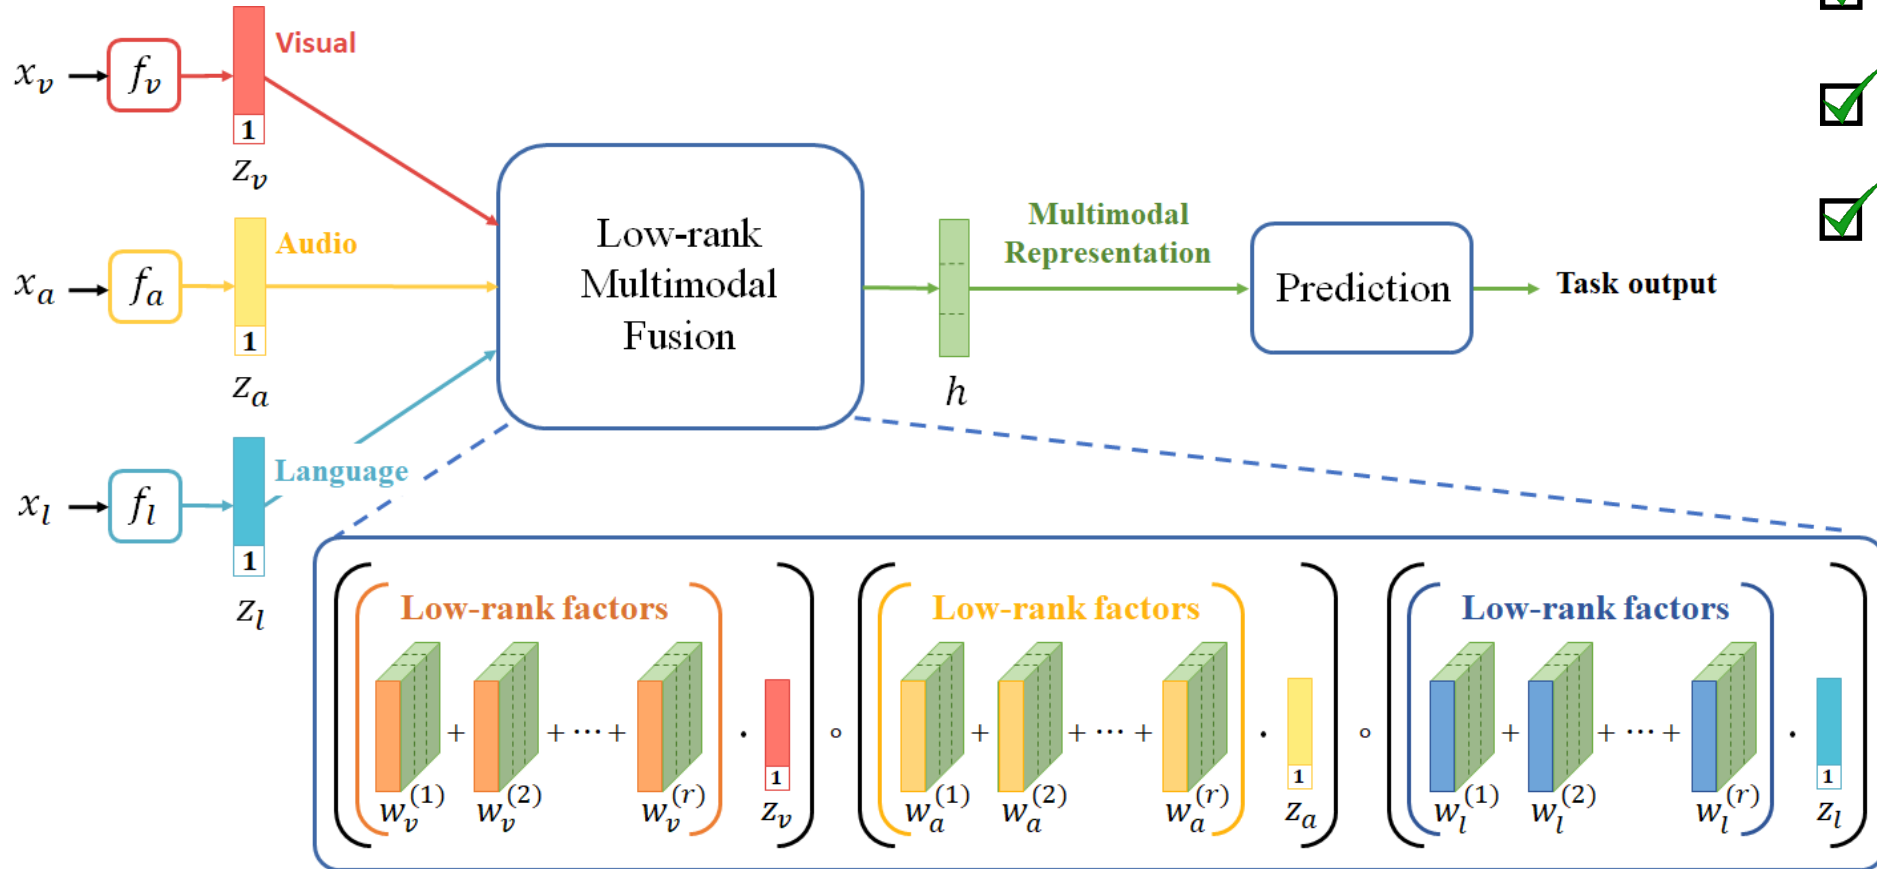 x_v
f_v
Visual
1
z_v
x_a
f_a
Audio
1
z_a
x_l
f_l
Language
1
z_l
Low-rank
Multimodal
Fusion
h
Multimodal
Representation
Prediction
Task output
Low-rank factors
w_v^{(1)} + w_v^{(2)} + ⋯ + w_v^{(r)} · 1 z_v
∘
Low-rank factors
w_a^{(1)} + w_a^{(2)} + ⋯ + w_a^{(r)} · 1 z_a
∘
Low-rank factors
w_l^{(1)} + w_l^{(2)} + ⋯ + w_l^{(r)} · 1 z_l